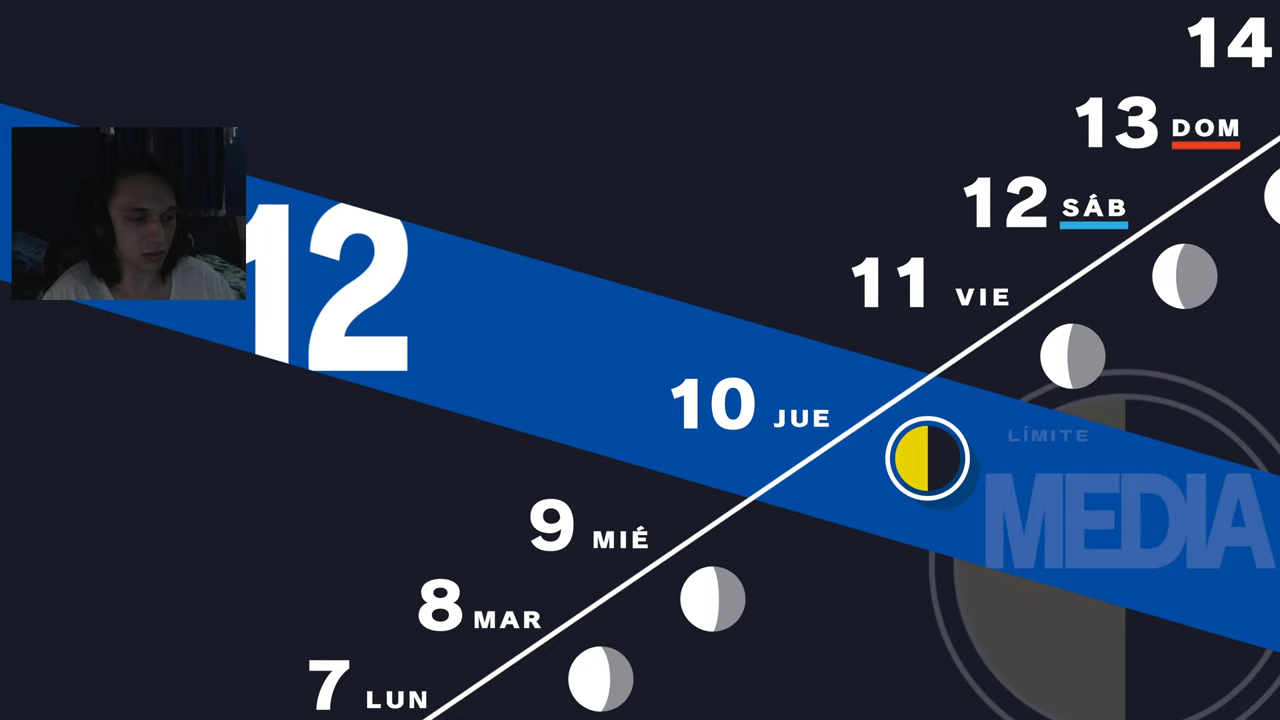 14
13 DOM
12 SÁB
11 VIE
12
10 JUE
LÍMITE
MEDIA
9 MIÉ
8 MAR
7 LUN